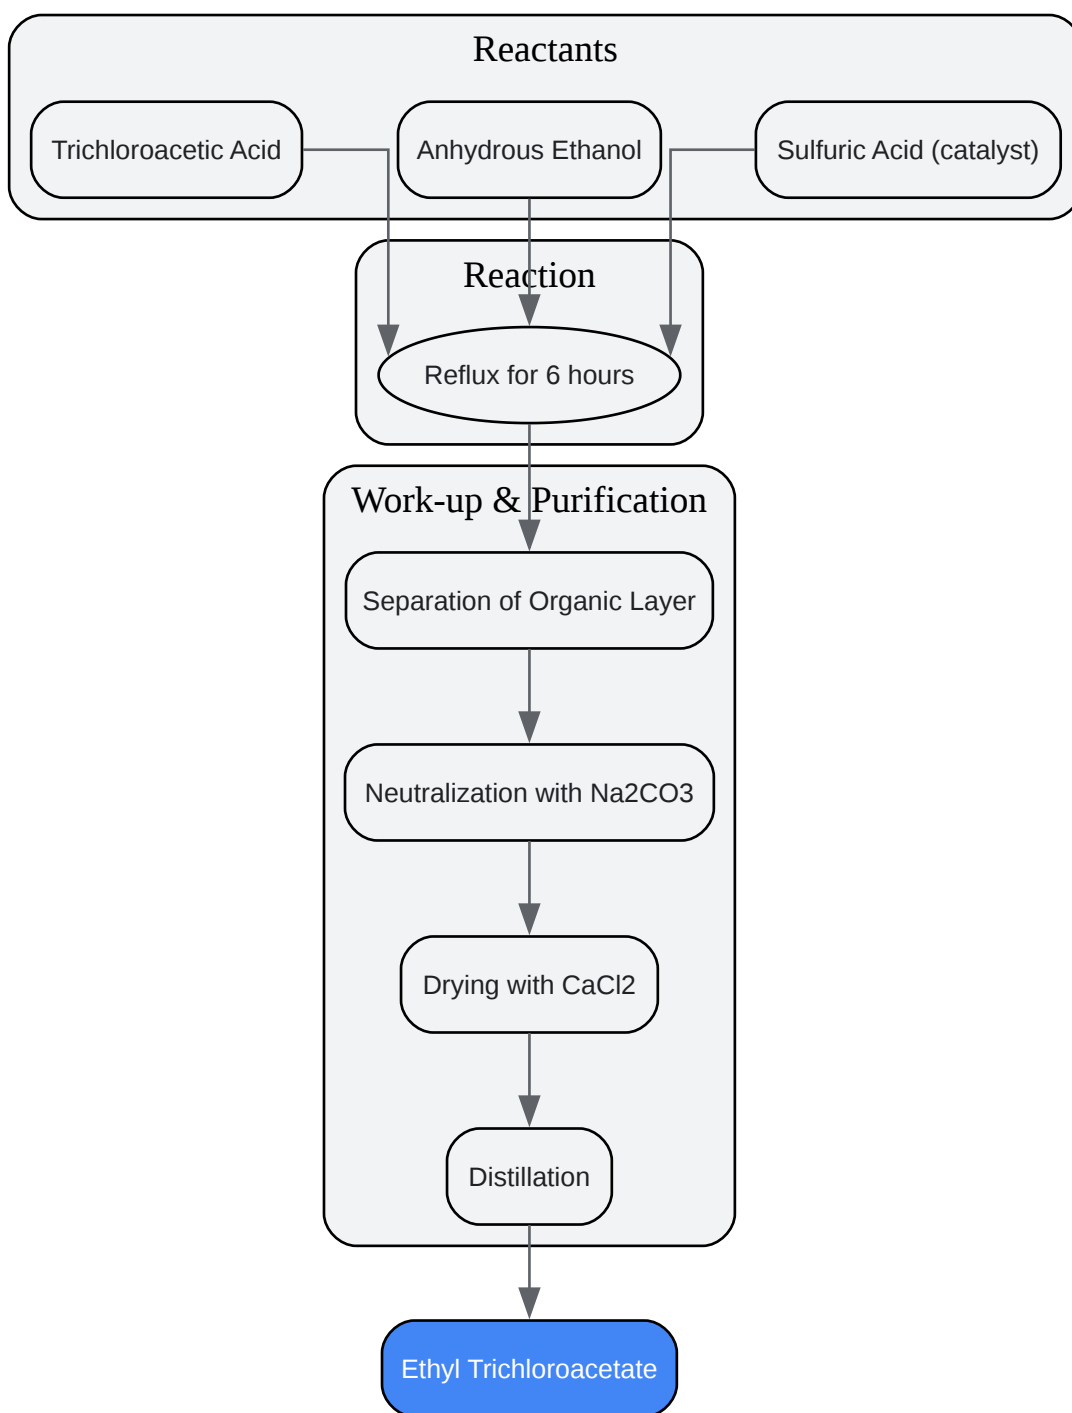 Reactants
Trichloroacetic Acid
Anhydrous Ethanol
Sulfuric Acid (catalyst)
Reaction
Reflux for 6 hours
Work-up & Purification
Separation of Organic Layer
Neutralization with Na2CO3
Drying with CaCl2
Distillation
Ethyl Trichloroacetate